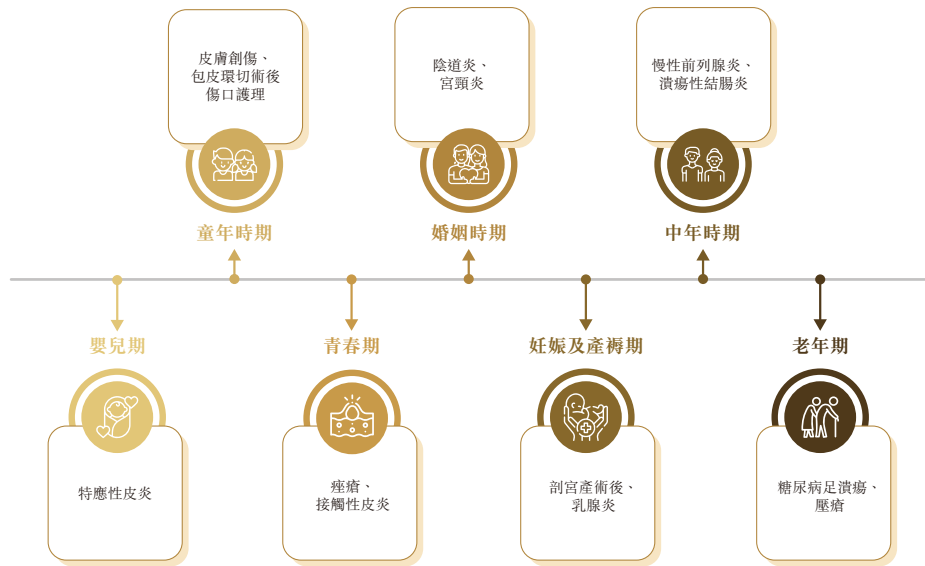 皮膚創傷、
包皮環切術後
傷口護理
童年時期
陰道炎、
宮頸炎
婚姻時期
慢性前列腺炎、
潰瘍性結腸炎
中年時期
嬰兒期
特應性皮炎
青春期
痤瘡、
接觸性皮炎
妊娠及產褥期
剖宮產術後、
乳腺炎
老年期
糖尿病足潰瘍、
壓瘡